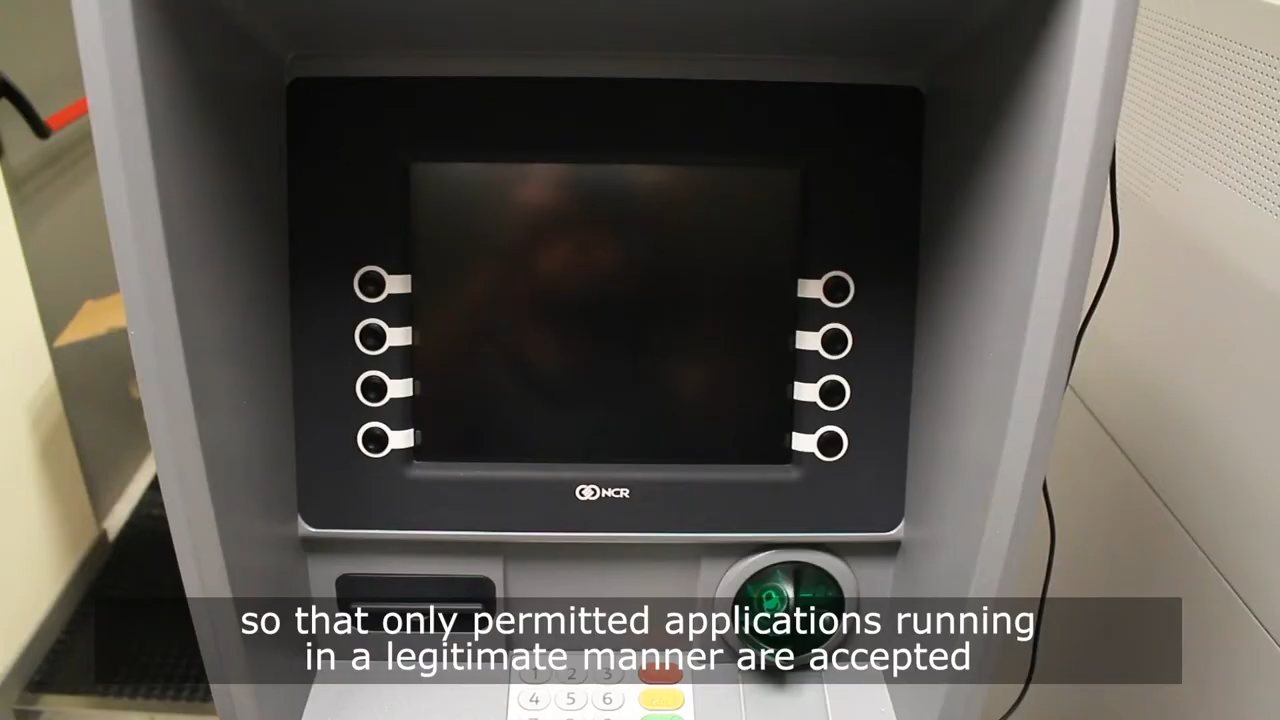 NCR
so that only permitted applications running
in a legitimate manner are accepted
1 2 3
4 5 6